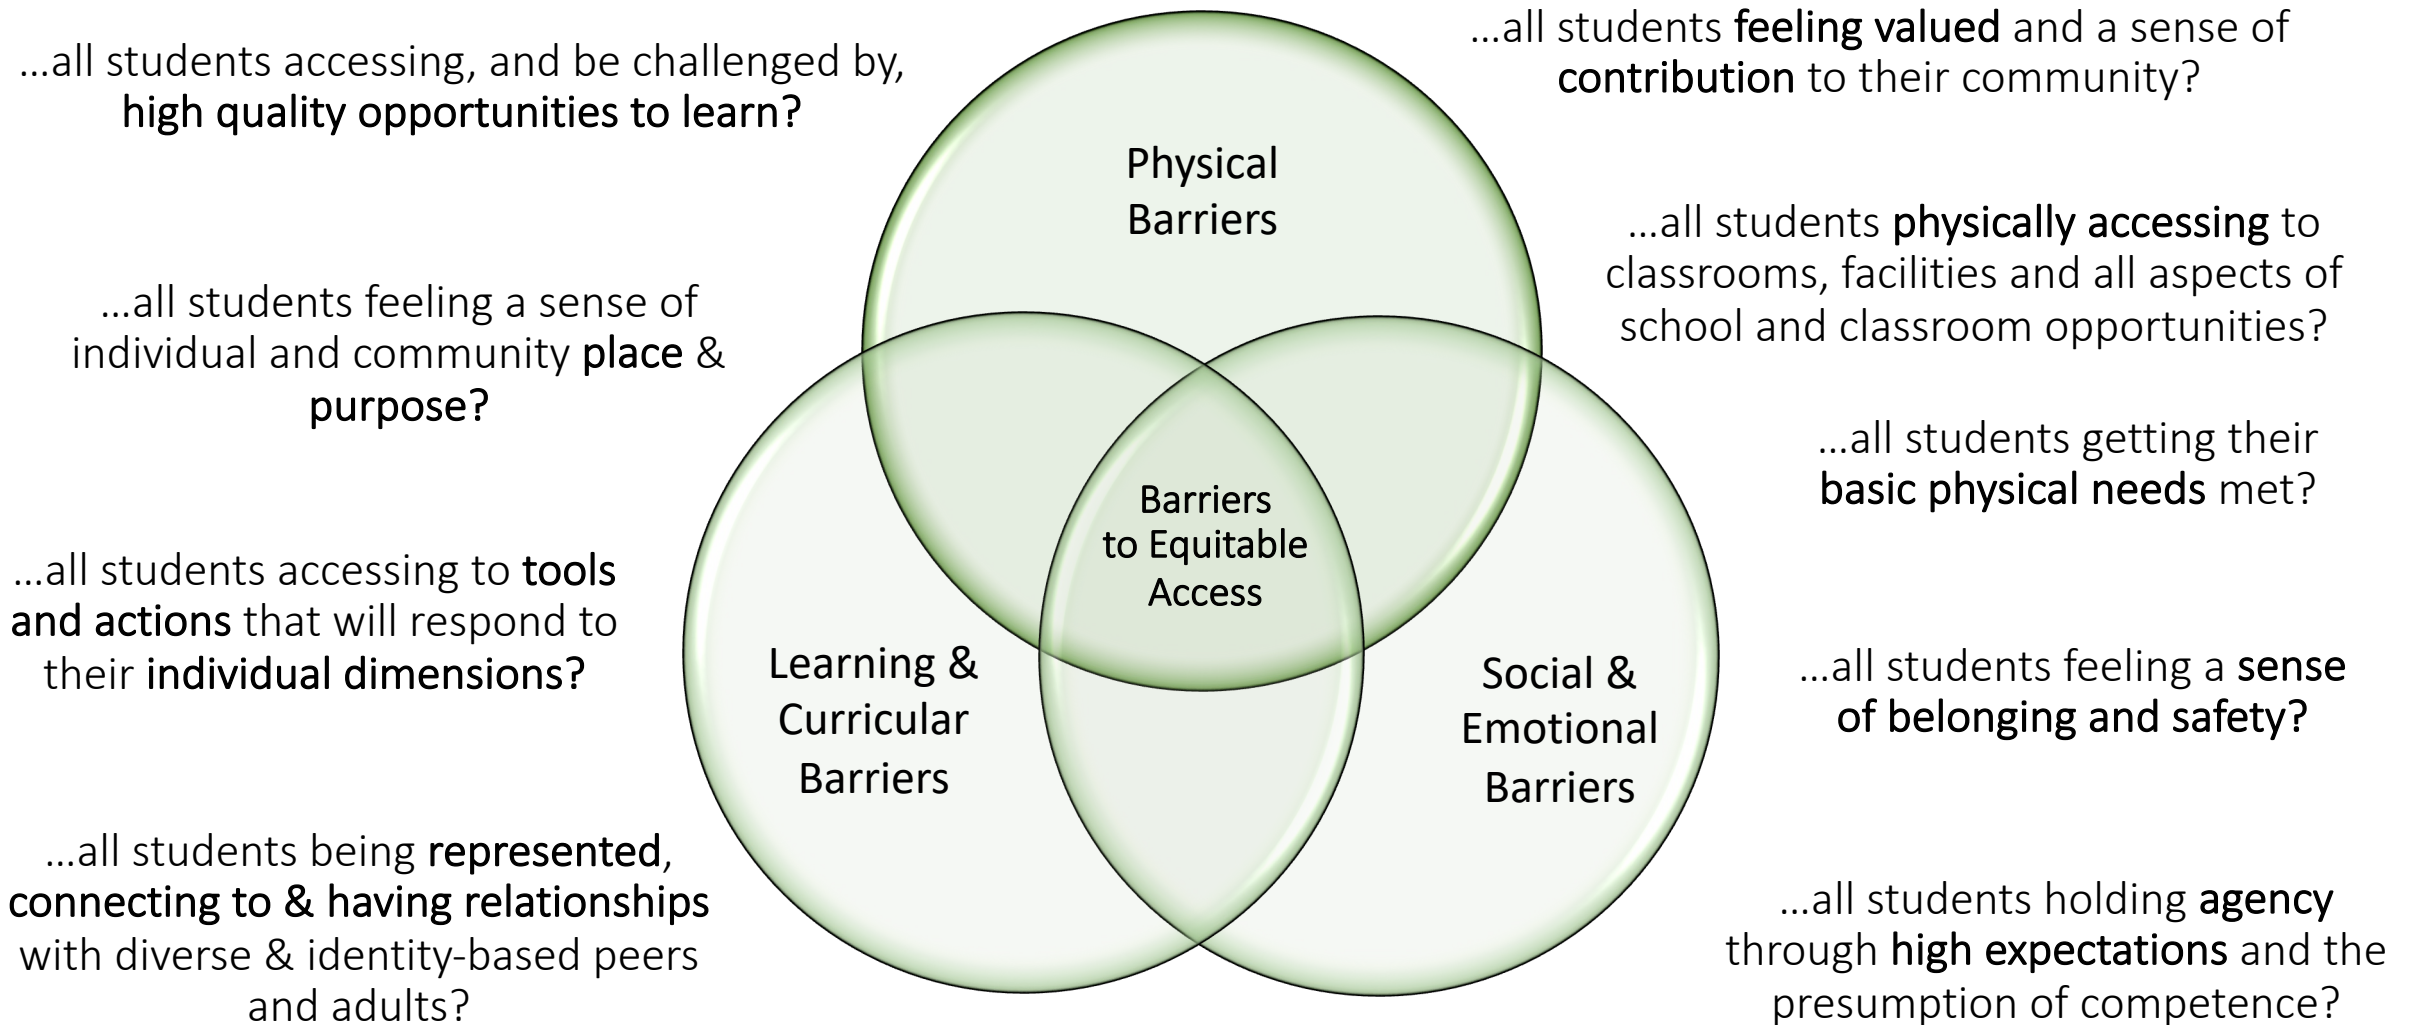 ...all students accessing, and be challenged by,
high quality opportunities to learn?
...all students feeling a sense of
individual and community place &
purpose?
...all students accessing to tools
and actions that will respond to
their individual dimensions?
...all students being represented,
connecting to & having relationships
with diverse & identity-based peers
and adults?
Physical
Barriers
Barriers
to Equitable
Access
Learning &
Curricular
Barriers
Social &
Emotional
Barriers
...all students feeling valued and a sense of
contribution to their community?
...all students physically accessing to
classrooms, facilities and all aspects of
school and classroom opportunities?
...all students getting their
basic physical needs met?
...all students feeling a sense
of belonging and safety?
...all students holding agency
through high expectations and the
presumption of competence?